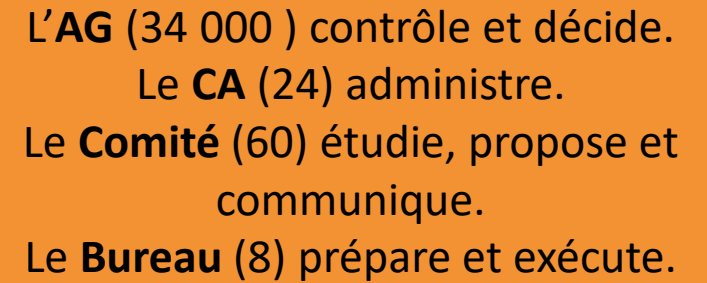 L’AG (34 000 ) contrôle et décide.
Le CA (24) administre.
Le Comité (60) étudie, propose et
communique.
Le Bureau (8) prépare et exécute.